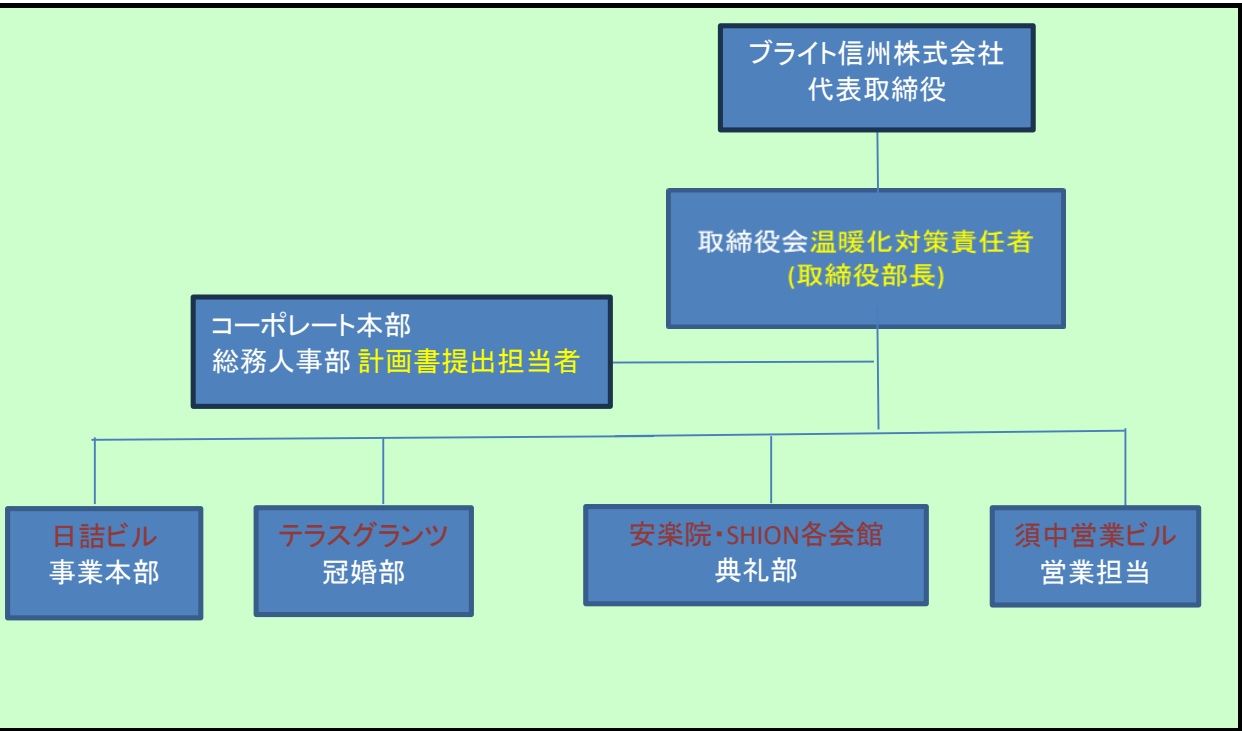 ブライト信州株式会社
代表取締役
取締役会温暖化対策責任者
(取締役部長)
コーポレート本部
総務人事部 計画書提出担当者
日詰ビル
事業本部
テラスグランツ
冠婚部
安楽院・SHION各会館
典礼部
須中営業ビル
営業担当